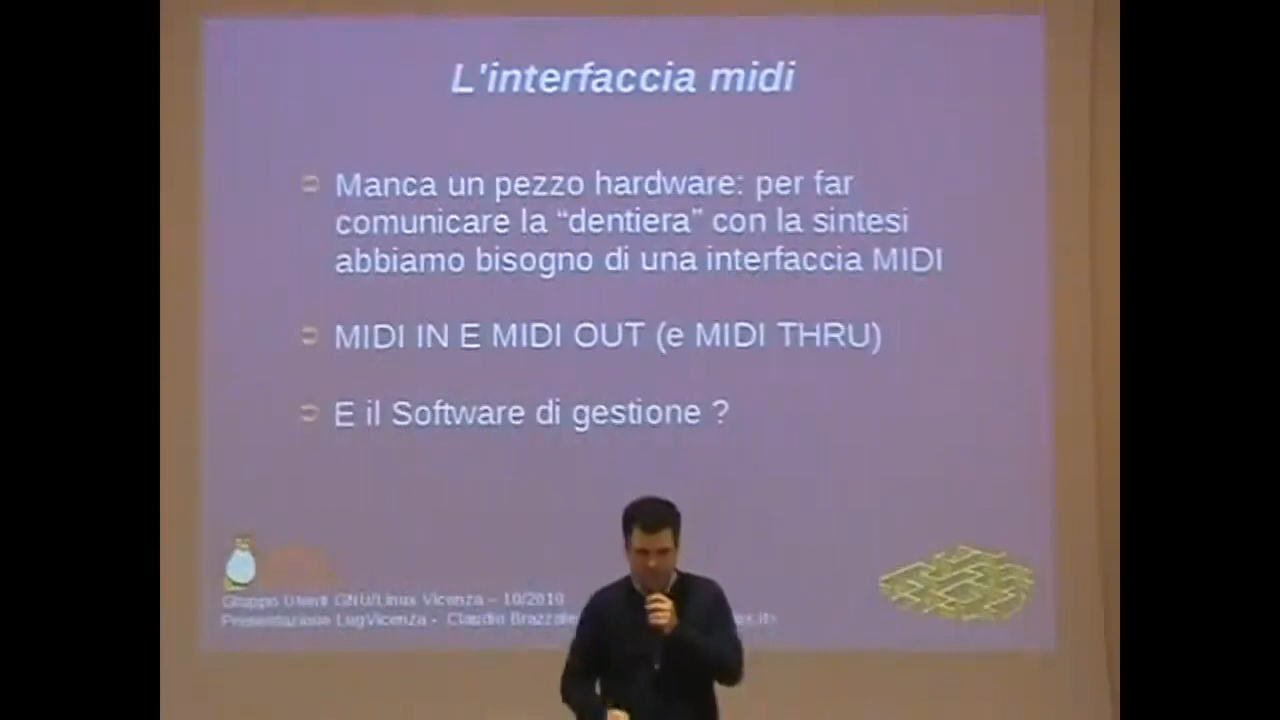 L'interfaccia midi
Manca un pezzo hardware: per far
comunicare la “dentiera” con la sintesi
abbiamo bisogno di una interfaccia MIDI
MIDI IN E MIDI OUT (e MIDI THRU)
E il Software di gestione ?
Gruppo Utenti GNU/Linux Vicenza – 10/2010
Presentazione LugVicenza - Claudio Brazzale